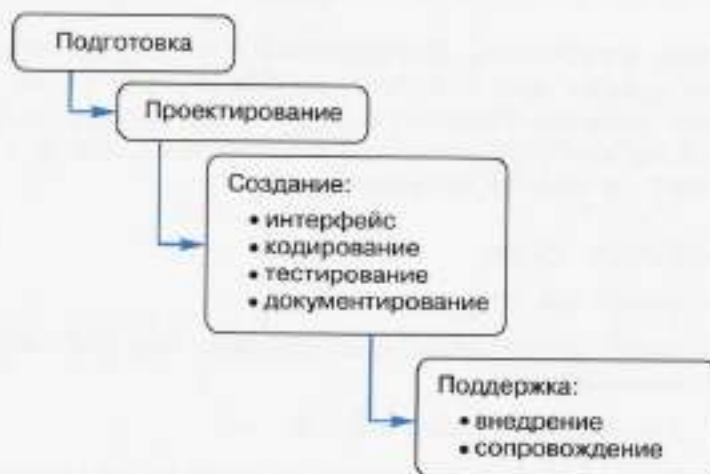 Подготовка
Проектирование
Создание:
• интерфейс
• кодирование
• тестирование
• документирование
Поддержка:
• внедрение
• сопровождение